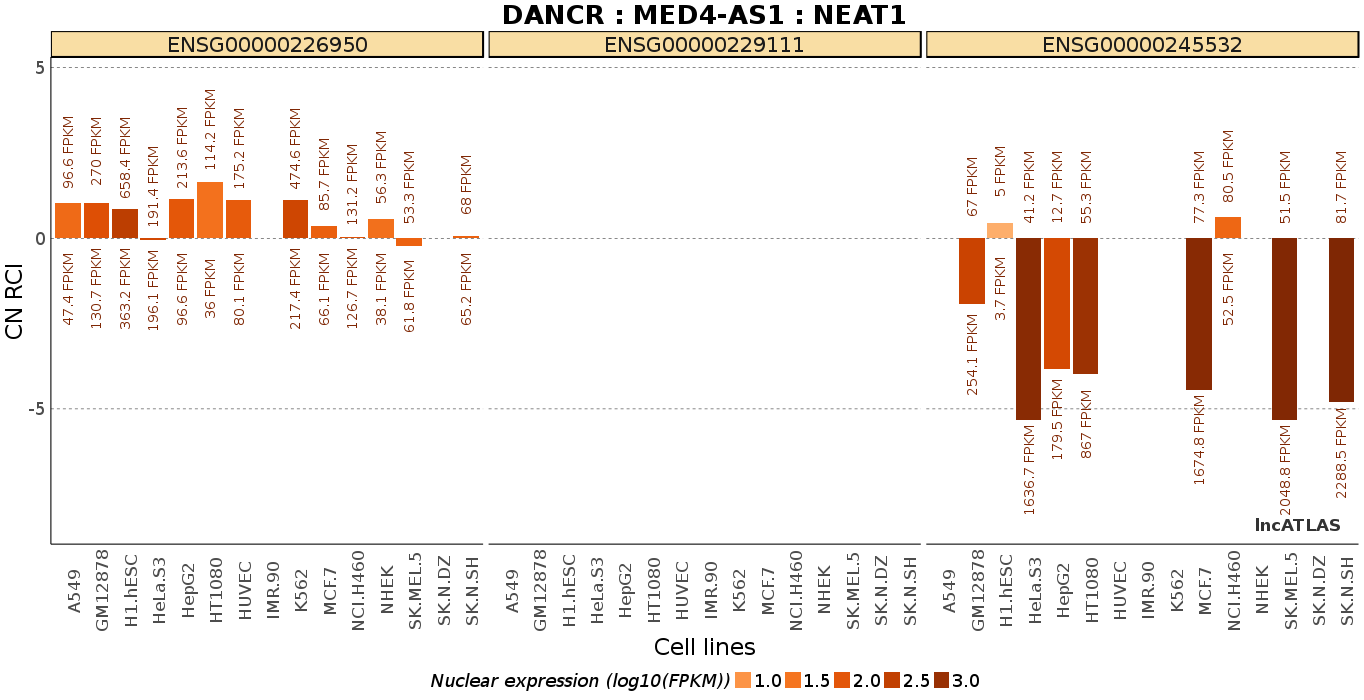 DANCR : MED4-AS1 : NEAT1
ENSG00000226950
ENSG00000229111
ENSG00000245532
CN RCI
5
0
-5
96.6 FPKM
270 FPKM
658.4 FPKM
191.4 FPKM
213.6 FPKM
114.2 FPKM
175.2 FPKM
474.6 FPKM
85.7 FPKM
131.2 FPKM
56.3 FPKM
53.3 FPKM
68 FPKM
47.4 FPKM
130.7 FPKM
363.2 FPKM
196.1 FPKM
96.6 FPKM
36 FPKM
80.1 FPKM
217.4 FPKM
66.1 FPKM
126.7 FPKM
38.1 FPKM
61.8 FPKM
65.2 FPKM
67 FPKM
5 FPKM
41.2 FPKM
12.7 FPKM
55.3 FPKM
77.3 FPKM
80.5 FPKM
51.5 FPKM
81.7 FPKM
254.1 FPKM
3.7 FPKM
1636.7 FPKM
179.5 FPKM
867 FPKM
1674.8 FPKM
52.5 FPKM
2048.8 FPKM
2288.5 FPKM
lncATLAS
A549
GM12878
H1.hESC
HeLa.S3
HepG2
HT1080
HUVEC
IMR.90
K562
MCF.7
NCI.H460
NHEK
SK.MEL.5
SK.N.DZ
SK.N.SH
A549
GM12878
H1.hESC
HeLa.S3
HepG2
HT1080
HUVEC
IMR.90
K562
MCF.7
NCI.H460
NHEK
SK.MEL.5
SK.N.DZ
SK.N.SH
A549
GM12878
H1.hESC
HeLa.S3
HepG2
HT1080
HUVEC
IMR.90
K562
MCF.7
NCI.H460
NHEK
SK.MEL.5
SK.N.DZ
SK.N.SH
Cell lines
Nuclear expression (log10(FPKM)) 1.0 1.5 2.0 2.5 3.0